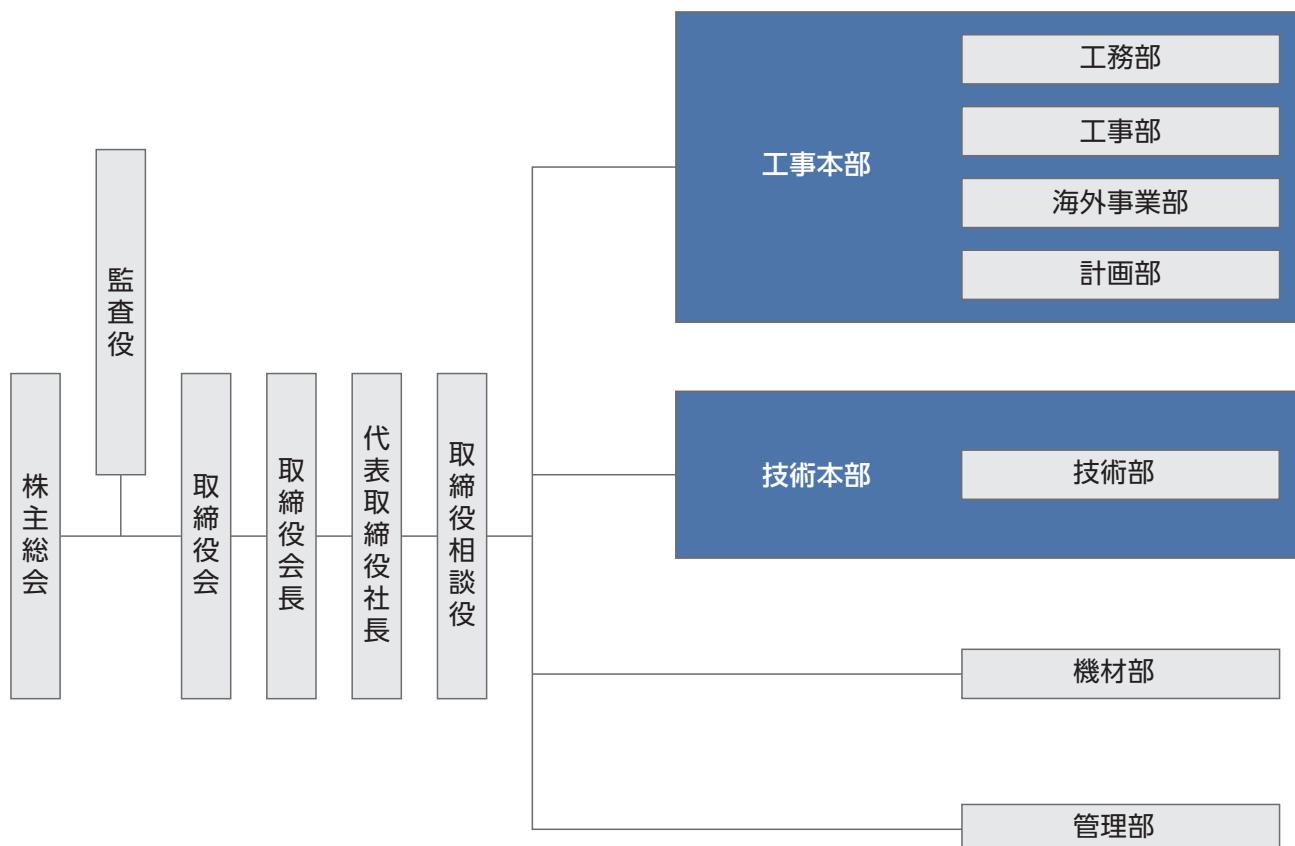 株主総会
監査役
取締役会
取締役会長
代表取締役社長
取締役相談役
工事本部
工務部
工事部
海外事業部
計画部
技術本部
技術部
機材部
管理部